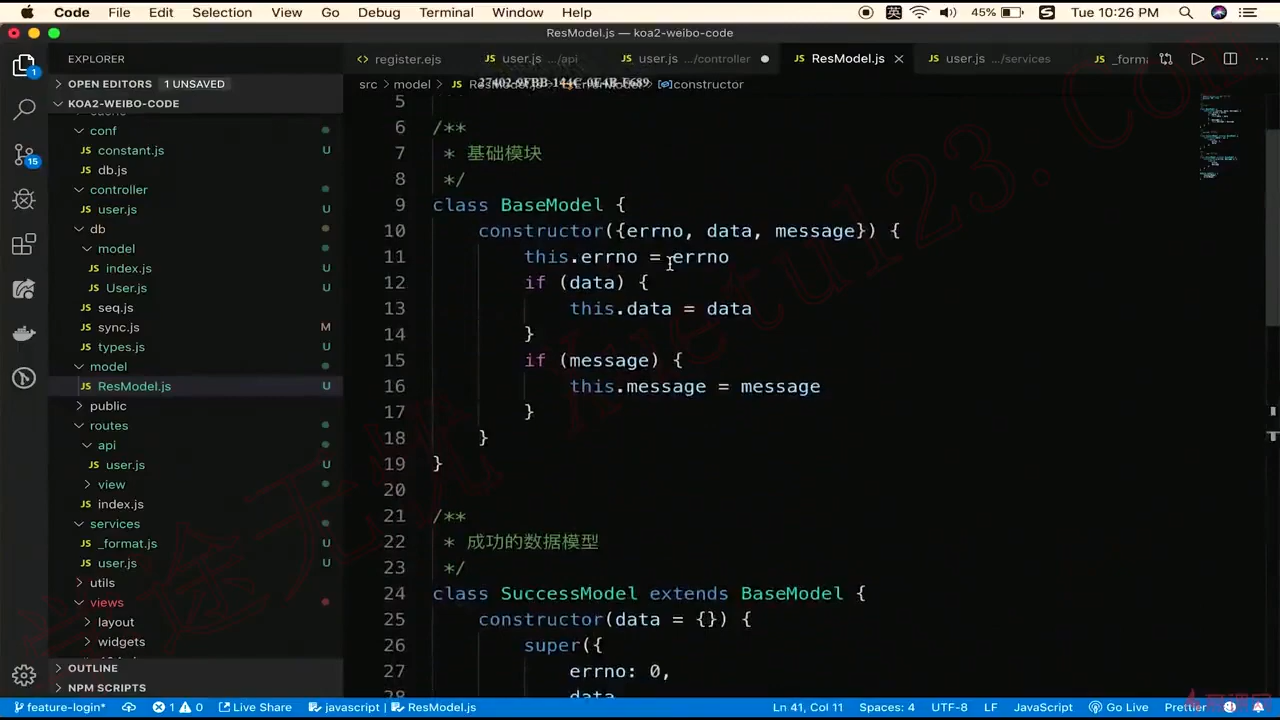 Code File Edit Selection View Go Debug Terminal Window Help 英 45% Tue 10:26 PM
ResModel.js — koa2-weibo-code
EXPLORER
register.ejs user.js .../api user.js .../controller ResModel.js user.js .../services
OPEN EDITORS 1 UNSAVED
src › model › constructor
KOA2-WEIBO-CODE
conf
constant.js U
db.js
controller
user.js U
db
model
index.js U
User.js U
seq.js
sync.js M
types.js U
model
ResModel.js U
public
routes
api
user.js U
view
index.js
services
_format.js U
user.js U
utils
views
layout
widgets
OUTLINE
NPM SCRIPTS
1
15
5
6 /**
7 * 基础模块
8 */
9 class BaseModel {
10 constructor({errno, data, message}) {
11 this.errno = errno
12 if (data) {
13 this.data = data
14 }
15 if (message) {
16 this.message = message
17 }
18 }
19 }
20
21 /**
22 * 成功的数据模型
23 */
24 class SuccessModel extends BaseModel {
25 constructor(data = {}) {
26 super({
27 errno: 0,
28 data
feature-login* 1 0 Live Share javascript | ResModel.js Ln 41, Col 11 Spaces: 4 UTF-8 LF JavaScript Go Live Prettier